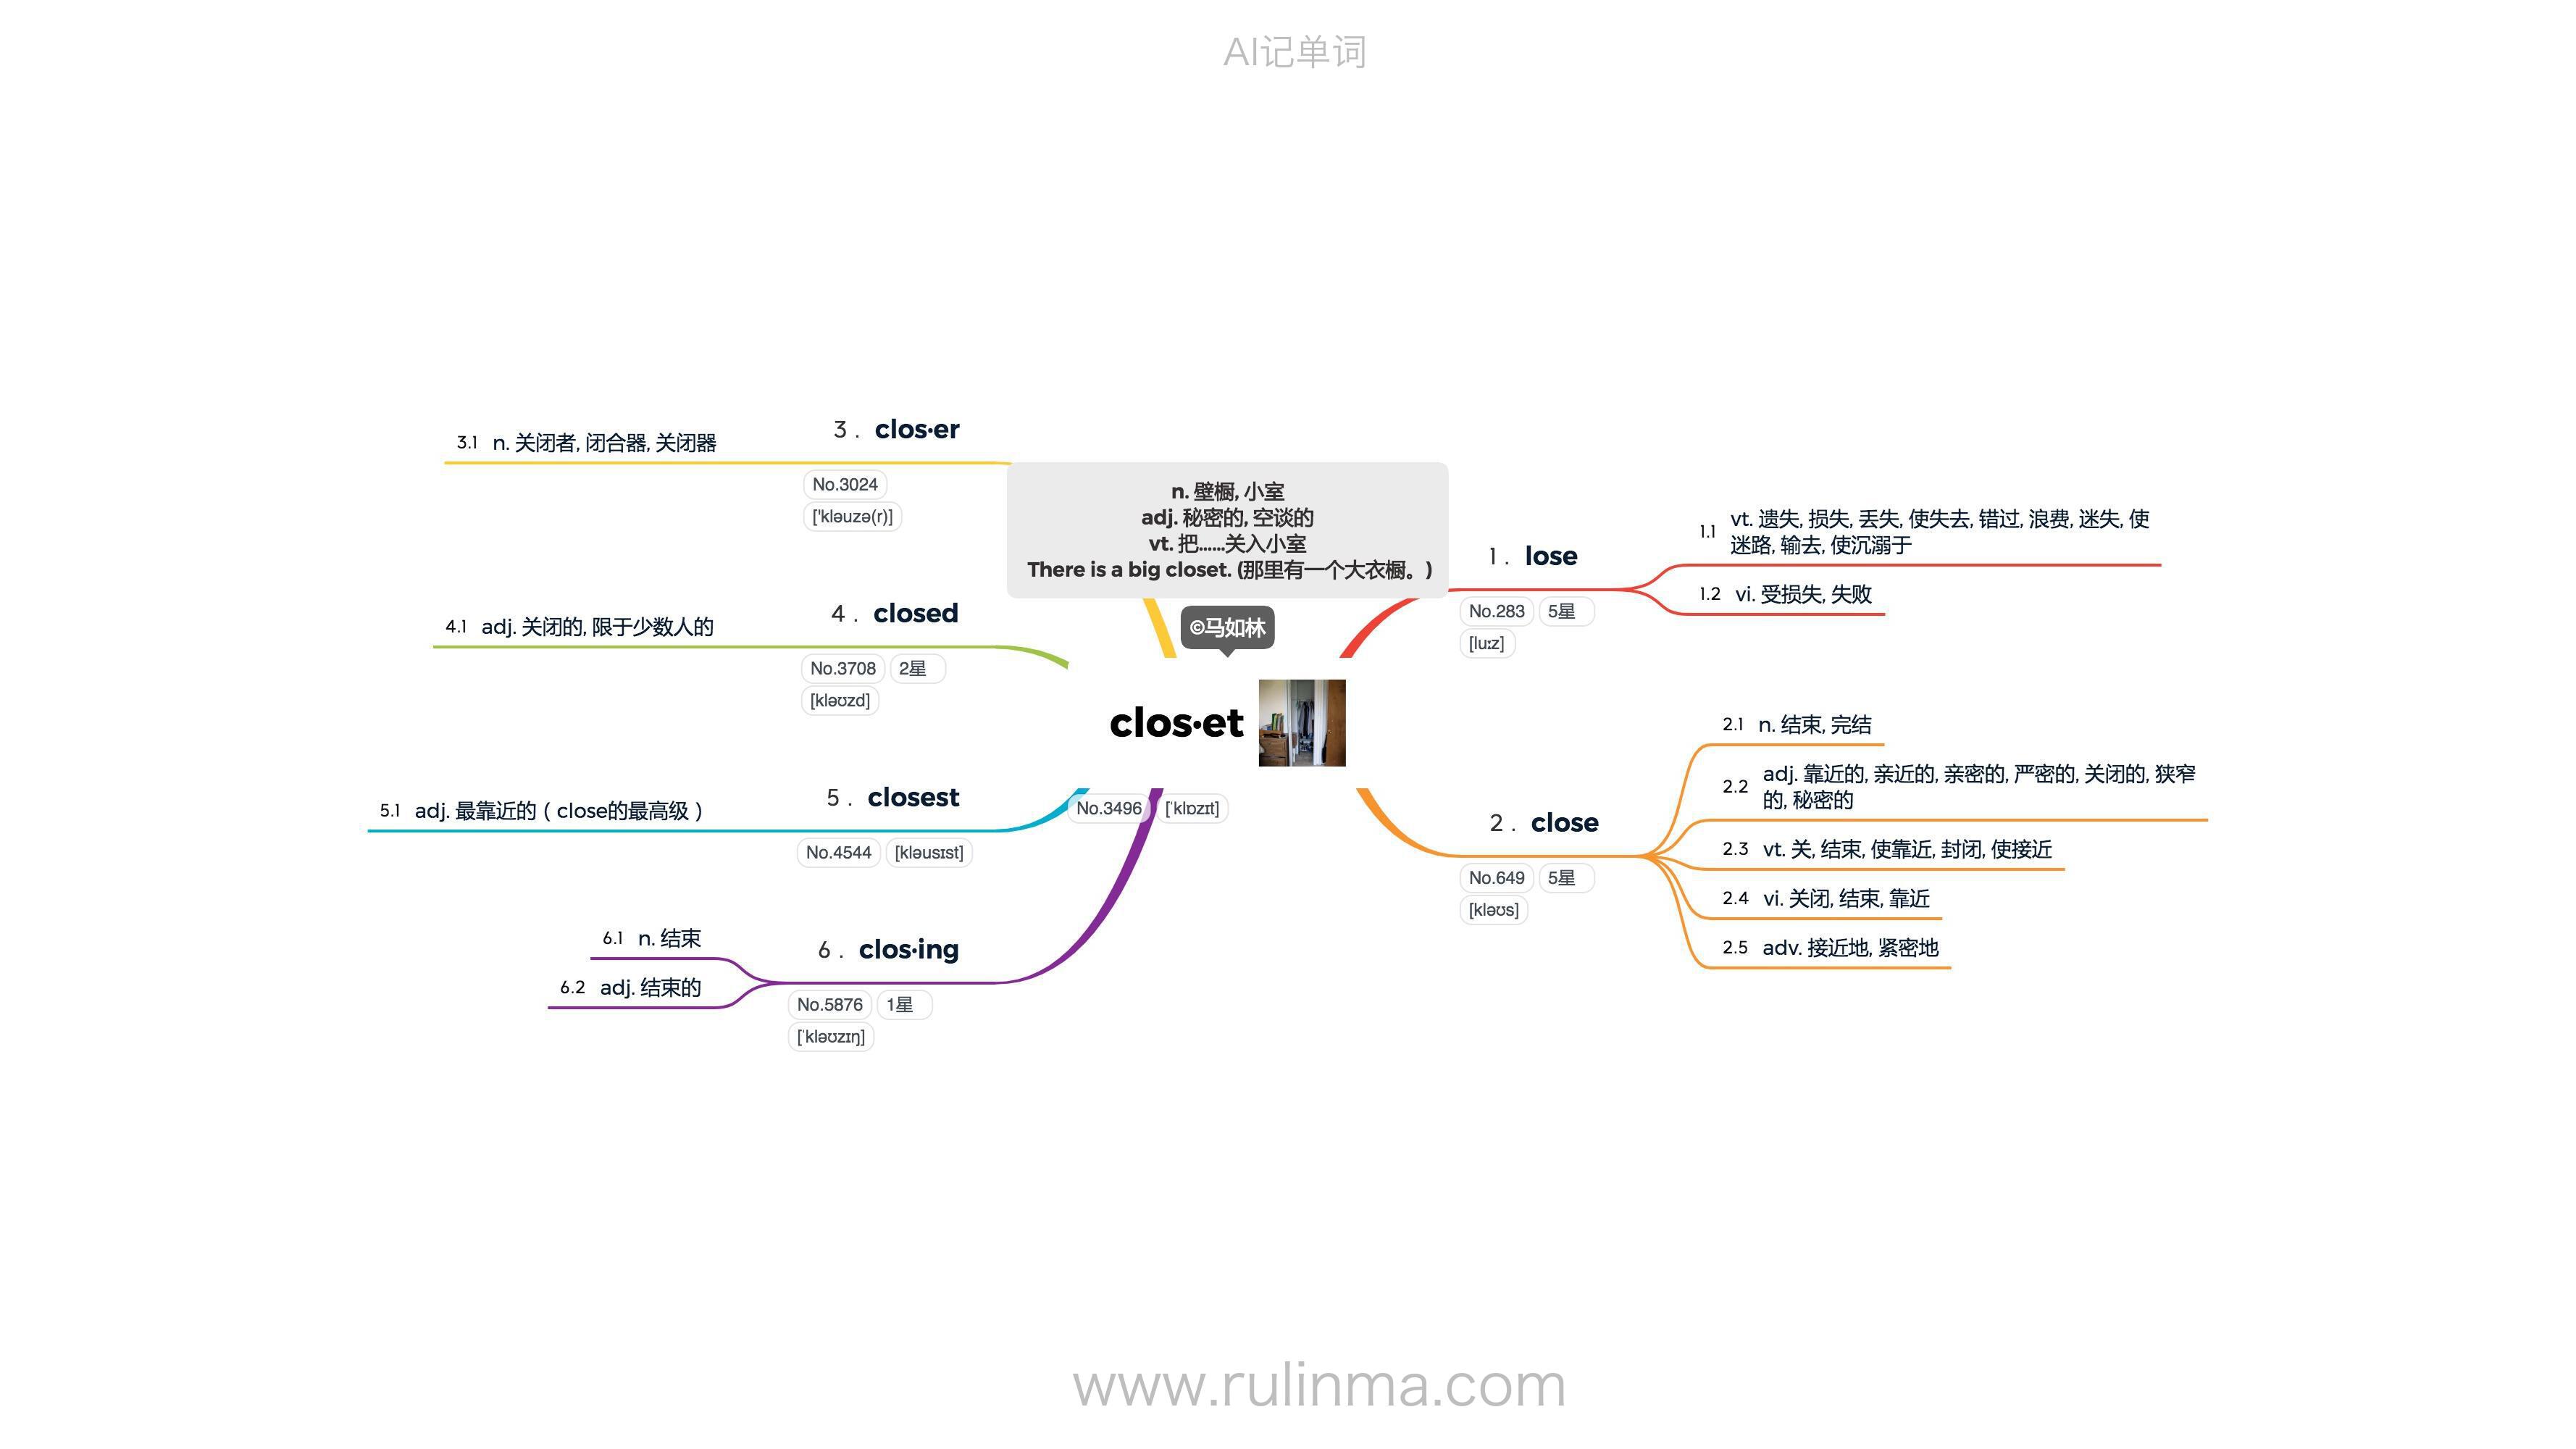 AI记单词
n. 壁橱, 小室
adj. 秘密的, 空谈的
vt. 把……关入小室
There is a big closet. (那里有一个大衣橱。)
©马如林
clos·et
No.3496 [ˈklɒzɪt]
1. lose
No.283 5星
[luːz]
1.1 vt. 遗失, 损失, 丢失, 使失去, 错过, 浪费, 迷失, 使
迷路, 输去, 使沉溺于
1.2 vi. 受损失, 失败
2. close
No.649 5星
[kləʊs]
2.1 n. 结束, 完结
2.2 adj. 靠近的, 亲近的, 亲密的, 严密的, 关闭的, 狭窄
的, 秘密的
2.3 vt. 关, 结束, 使靠近, 封闭, 使接近
2.4 vi. 关闭, 结束, 靠近
2.5 adv. 接近地, 紧密地
3. clos·er
No.3024
['kləuzə(r)]
3.1 n. 关闭者, 闭合器, 关闭器
4. closed
No.3708 2星
[kləʊzd]
4.1 adj. 关闭的, 限于少数人的
5. closest
No.4544 [kləusɪst]
5.1 adj. 最靠近的（close的最高级）
6. clos·ing
No.5876 1星
[ˈkləʊzɪŋ]
6.1 n. 结束
6.2 adj. 结束的
www.rulinma.com